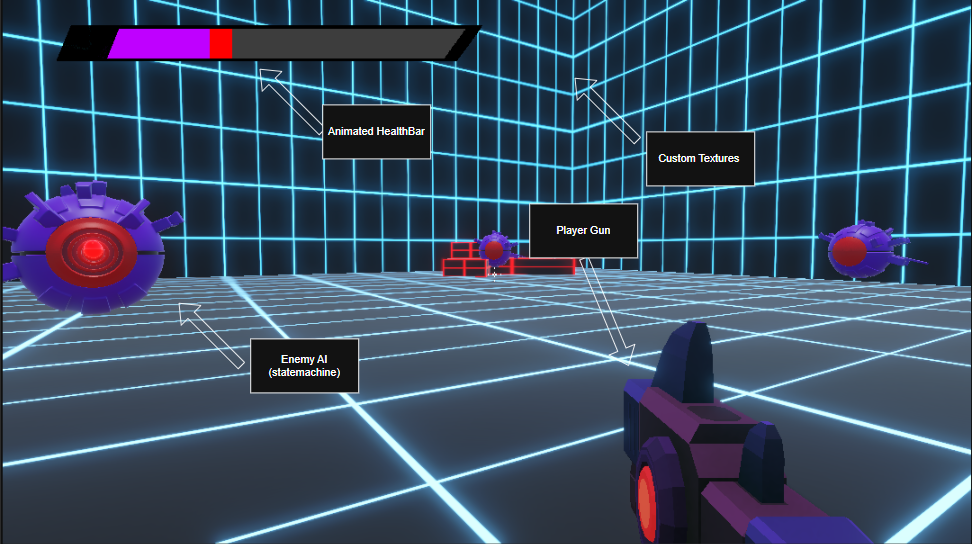 Animated HealthBar
Custom Textures
Player Gun
Enemy AI
(statemachine)